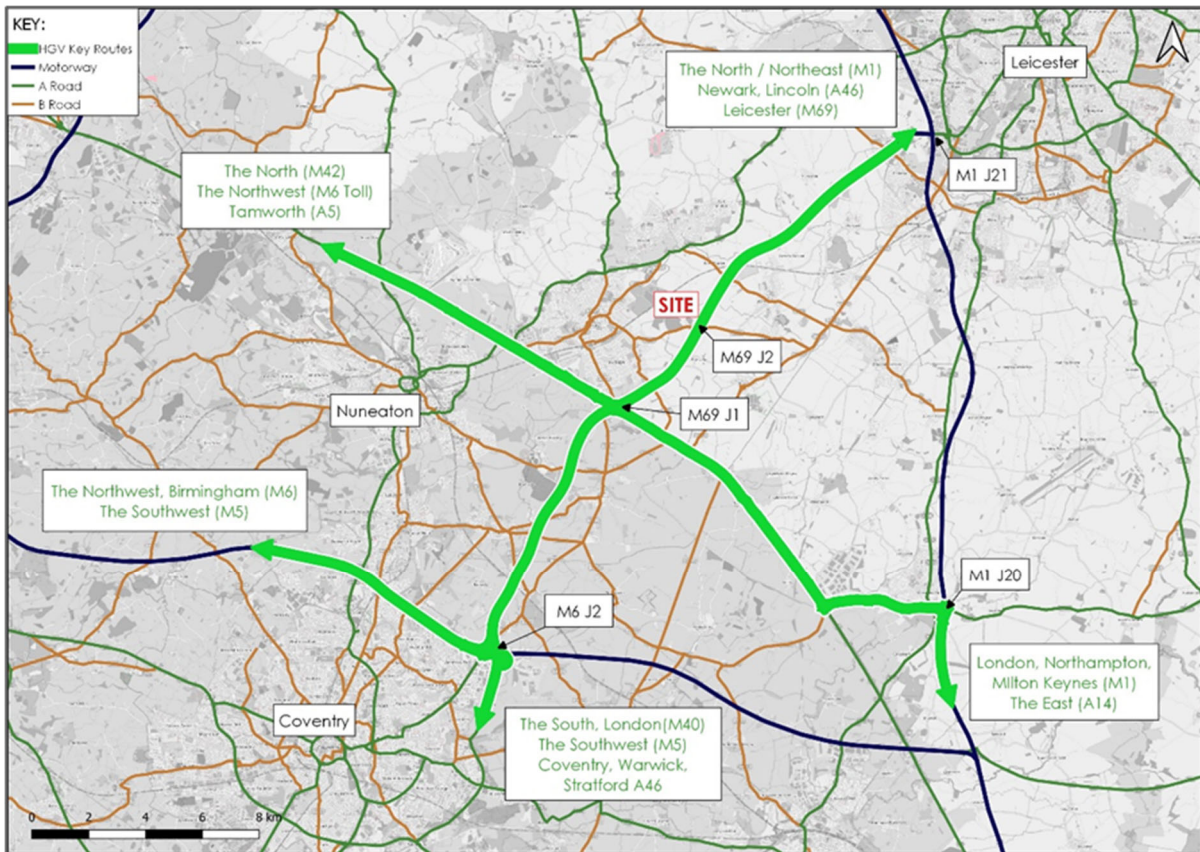 KEY:
HGV Key Routes
Motorway
A Road
B Road
The North / Northeast (M1)
Newark, Lincoln (A46)
Leicester (M69)
Leicester
M1 J21
The North (M42)
The Northwest (M6 Toll)
Tamworth (A5)
SITE
M69 J2
Nuneaton
M69 J1
The Northwest, Birmingham (M6)
The Southwest (M5)
M1 J20
M6 J2
London, Northampton,
Milton Keynes (M1)
The East (A14)
Coventry
The South, London(M40)
The Southwest (M5)
Coventry, Warwick,
Stratford A46
0 2 4 6 8 km